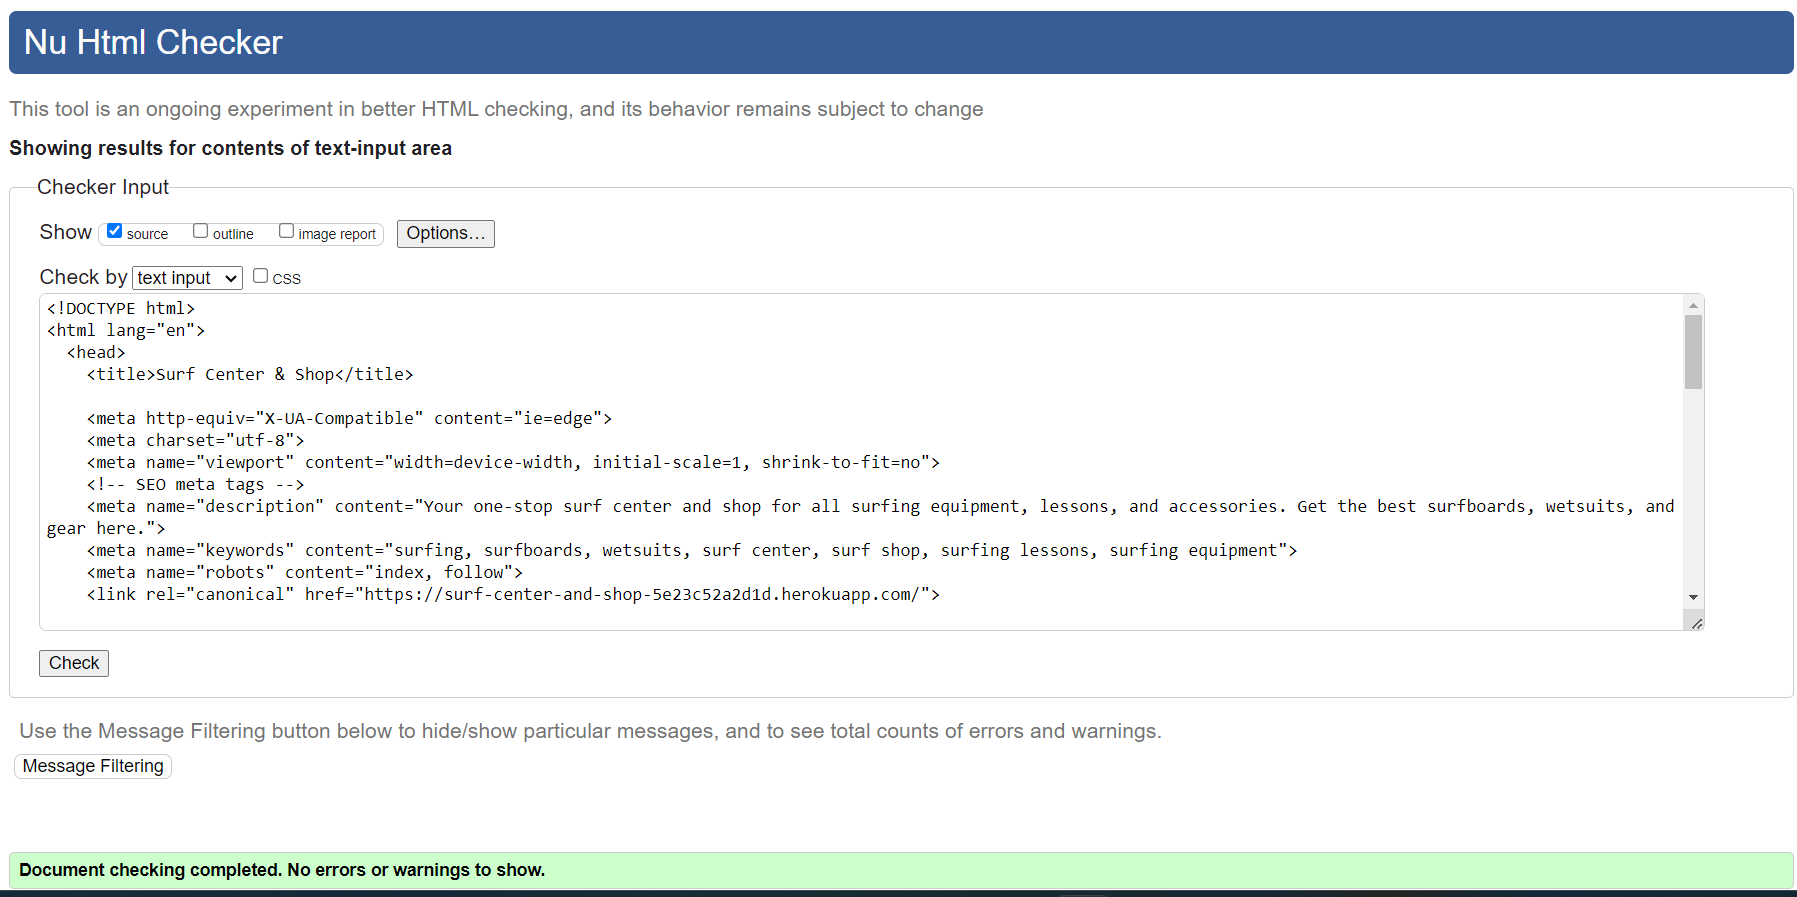 Nu Html Checker
This tool is an ongoing experiment in better HTML checking, and its behavior remains subject to change
Showing results for contents of text-input area
Checker Input
Show source outline image report Options...
Check by text input CSS
<!DOCTYPE html>
<html lang="en">
  <head>
    <title>Surf Center & Shop</title>
    <meta http-equiv="X-UA-Compatible" content="ie=edge">
    <meta charset="utf-8">
    <meta name="viewport" content="width=device-width, initial-scale=1, shrink-to-fit=no">
    <!-- SEO meta tags -->
    <meta name="description" content="Your one-stop surf center and shop for all surfing equipment, lessons, and accessories. Get the best surfboards, wetsuits, and
gear here.">
    <meta name="keywords" content="surfing, surfboards, wetsuits, surf center, surf shop, surfing lessons, surfing equipment">
    <meta name="robots" content="index, follow">
    <link rel="canonical" href="https://surf-center-and-shop-5e23c52a2d1d.herokuapp.com/">
Check
Use the Message Filtering button below to hide/show particular messages, and to see total counts of errors and warnings.
Message Filtering
Document checking completed. No errors or warnings to show.